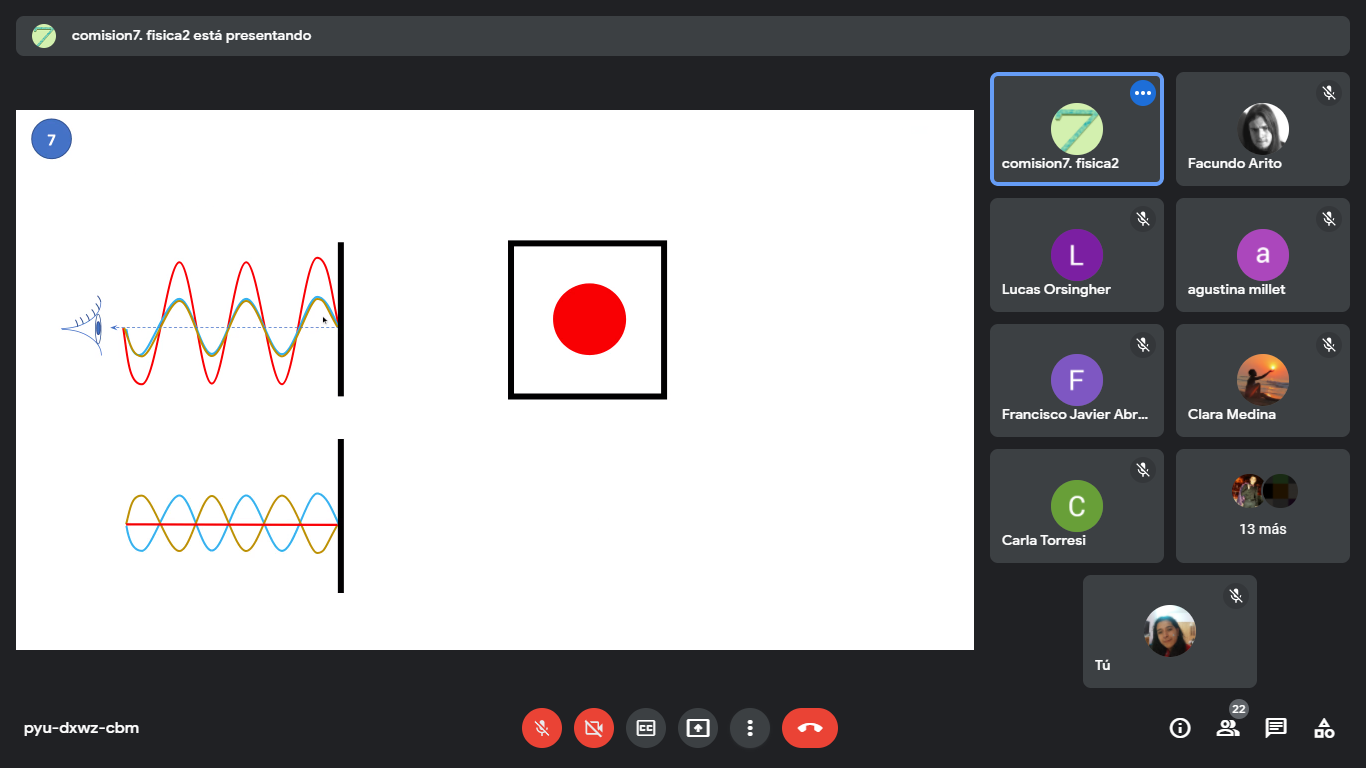 comision7. fisica2 está presentando
7
comision7. fisica2
Facundo Arito
L
Lucas Orsingher
a
agustina millet
F
Francisco Javier Abr...
Clara Medina
C
Carla Torresi
13 más
Tú
pyu-dxwz-cbm
CC
22